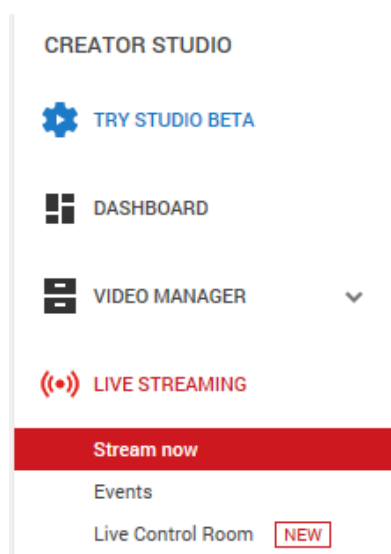 CREATOR STUDIO
TRY STUDIO BETA
DASHBOARD
VIDEO MANAGER
LIVE STREAMING
Stream now
Events
Live Control Room NEW